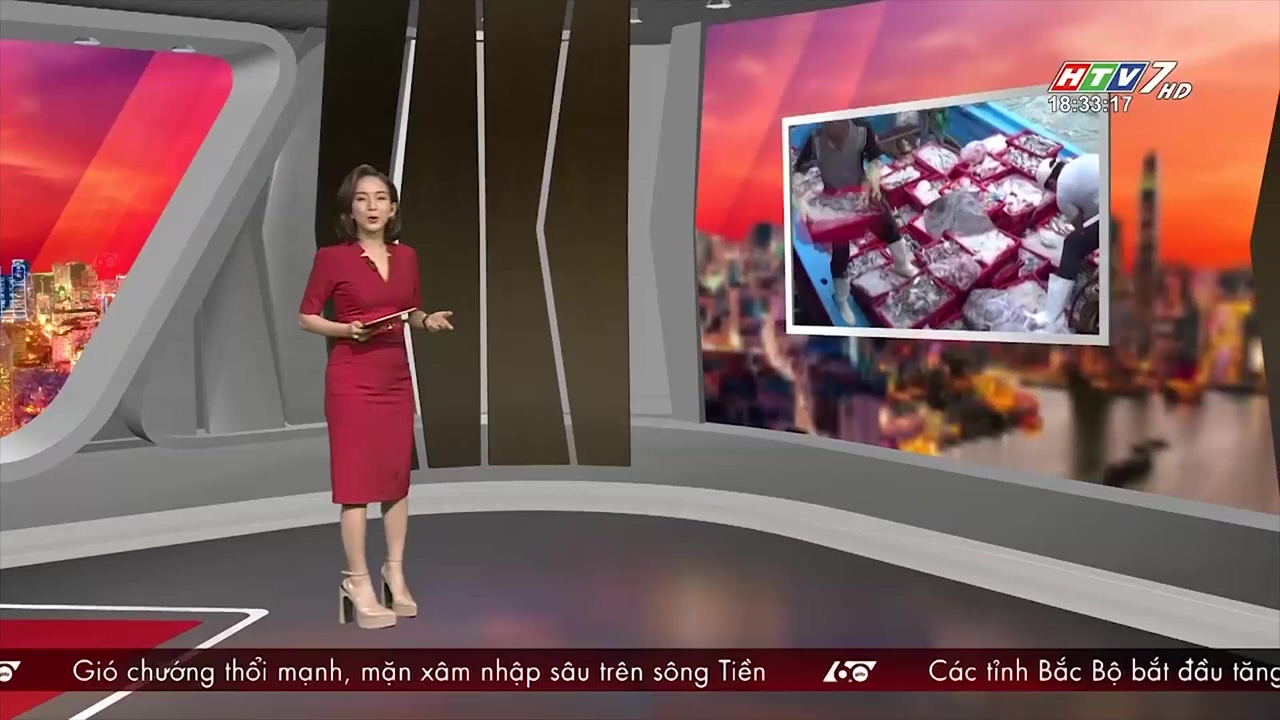 HTV7 HD
18:33:17
Gió chướng thổi mạnh, mặn xâm nhập sâu trên sông Tiền
60
Các tỉnh Bắc Bộ bắt đầu tăng